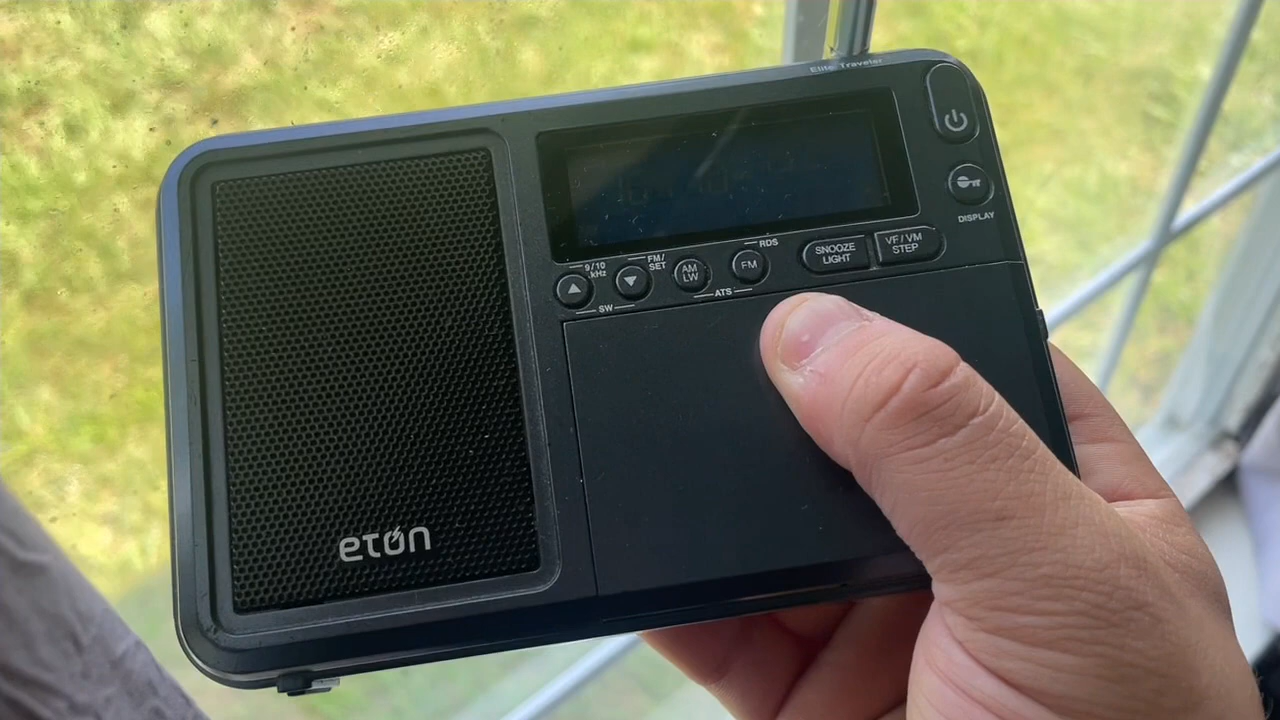 Elite Traveler
DISPLAY
RDS
SNOOZE
LIGHT
VF / VM
STEP
FM/
SET
9/10
kHz
AM
LW
FM
ATS
SW
etón